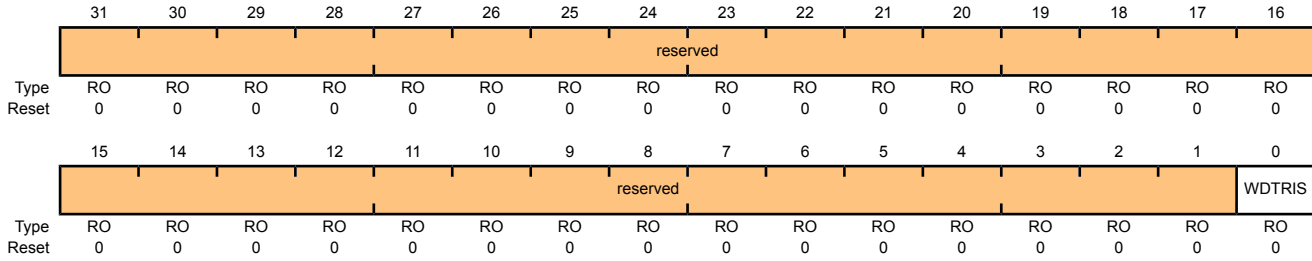 31 30 29 28 27 26 25 24 23 22 21 20 19 18 17 16
reserved
Type RO RO RO RO RO RO RO RO RO RO RO RO RO RO RO RO
Reset 0 0 0 0 0 0 0 0 0 0 0 0 0 0 0 0
15 14 13 12 11 10 9 8 7 6 5 4 3 2 1 0
reserved WDTRIS
Type RO RO RO RO RO RO RO RO RO RO RO RO RO RO RO RO
Reset 0 0 0 0 0 0 0 0 0 0 0 0 0 0 0 0